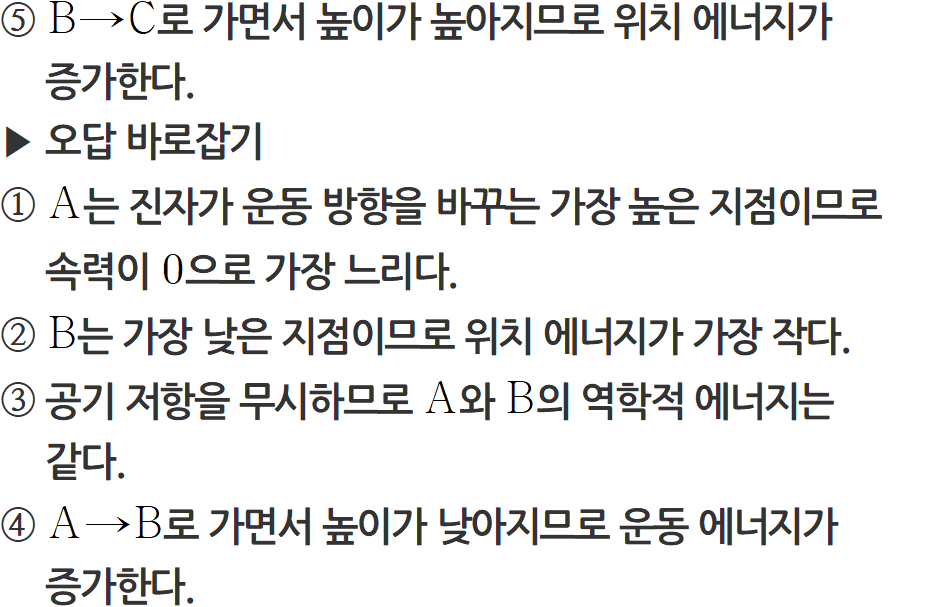 ⑤ B→C로 가면서 높이가 높아지므로 위치 에너지가
증가한다.
▶ 오답 바로잡기
① A는 진자가 운동 방향을 바꾸는 가장 높은 지점이므로
속력이 0으로 가장 느리다.
② B는 가장 낮은 지점이므로 위치 에너지가 가장 작다.
③ 공기 저항을 무시하므로 A와 B의 역학적 에너지는
같다.
④ A→B로 가면서 높이가 낮아지므로 운동 에너지가
증가한다.